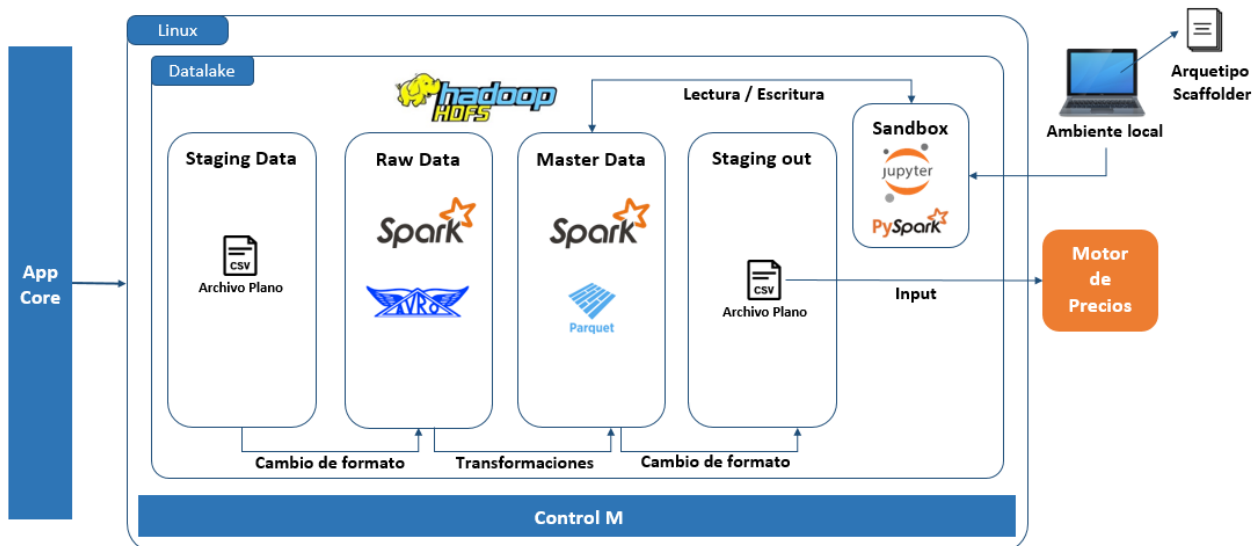 Linux
Datalake
hadoop
HDFS
Lectura / Escritura
Arquetipo
Scaffolder
Ambiente local
App
Core
Staging Data
CSV
Archivo Plano
Raw Data
Spark
AVRO
Master Data
Spark
Parquet
Staging out
CSV
Archivo Plano
Sandbox
jupyter
PySpark
Input
Motor
de
Precios
Cambio de formato
Transformaciones
Cambio de formato
Control M